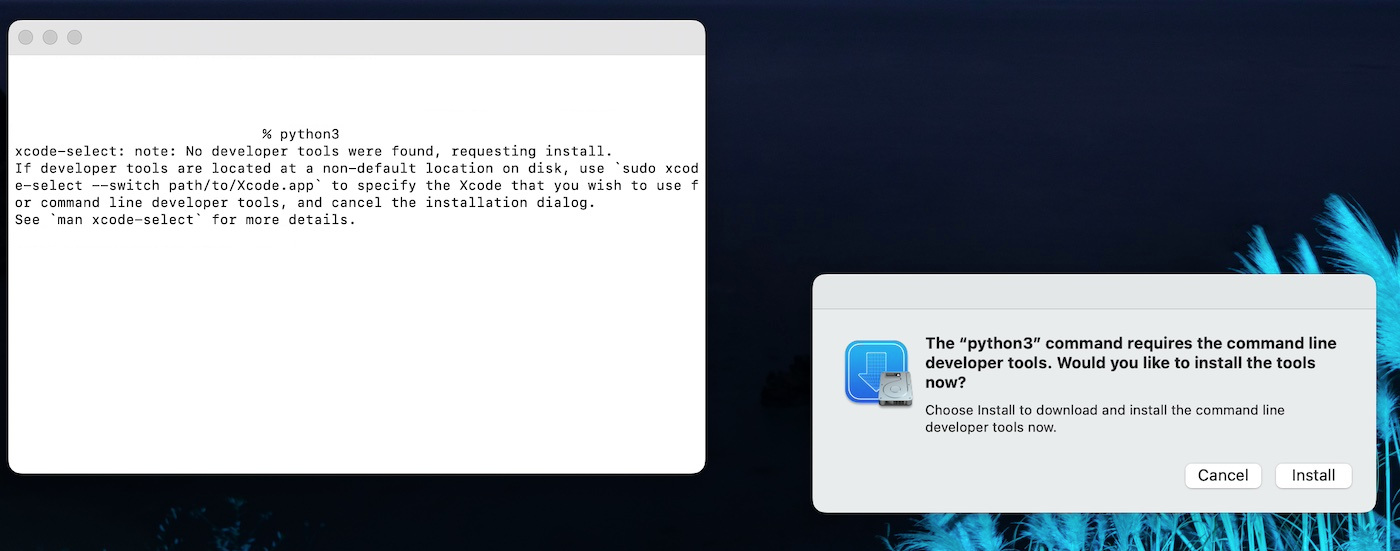 % python3
xcode-select: note: No developer tools were found, requesting install.
If developer tools are located at a non-default location on disk, use `sudo xcod
e-select --switch path/to/Xcode.app` to specify the Xcode that you wish to use f
or command line developer tools, and cancel the installation dialog.
See `man xcode-select` for more details.
The “python3” command requires the command line
developer tools. Would you like to install the tools
now?
Choose Install to download and install the command line
developer tools now.
Cancel Install